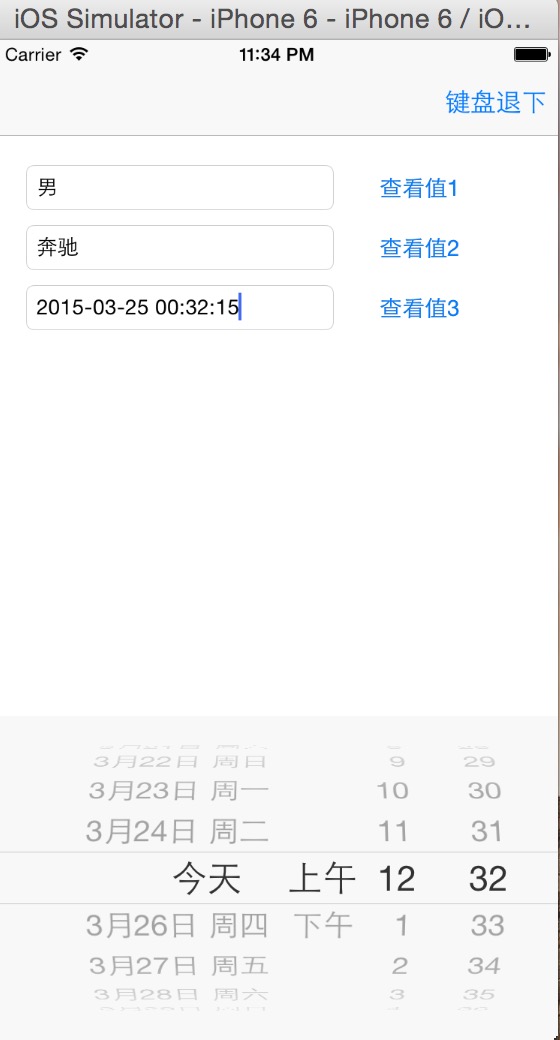 iOS Simulator - iPhone 6 - iPhone 6 / iO...
Carrier 11:34 PM
键盘退下
男 查看值1
奔驰 查看值2
2015-03-25 00:32:15 查看值3
3月22日 周日 9 29
3月23日 周一 10 30
3月24日 周二 11 31
今天 上午 12 32
3月26日 周四 下午 1 33
3月27日 周五 2 34
3月28日 周六 3 35